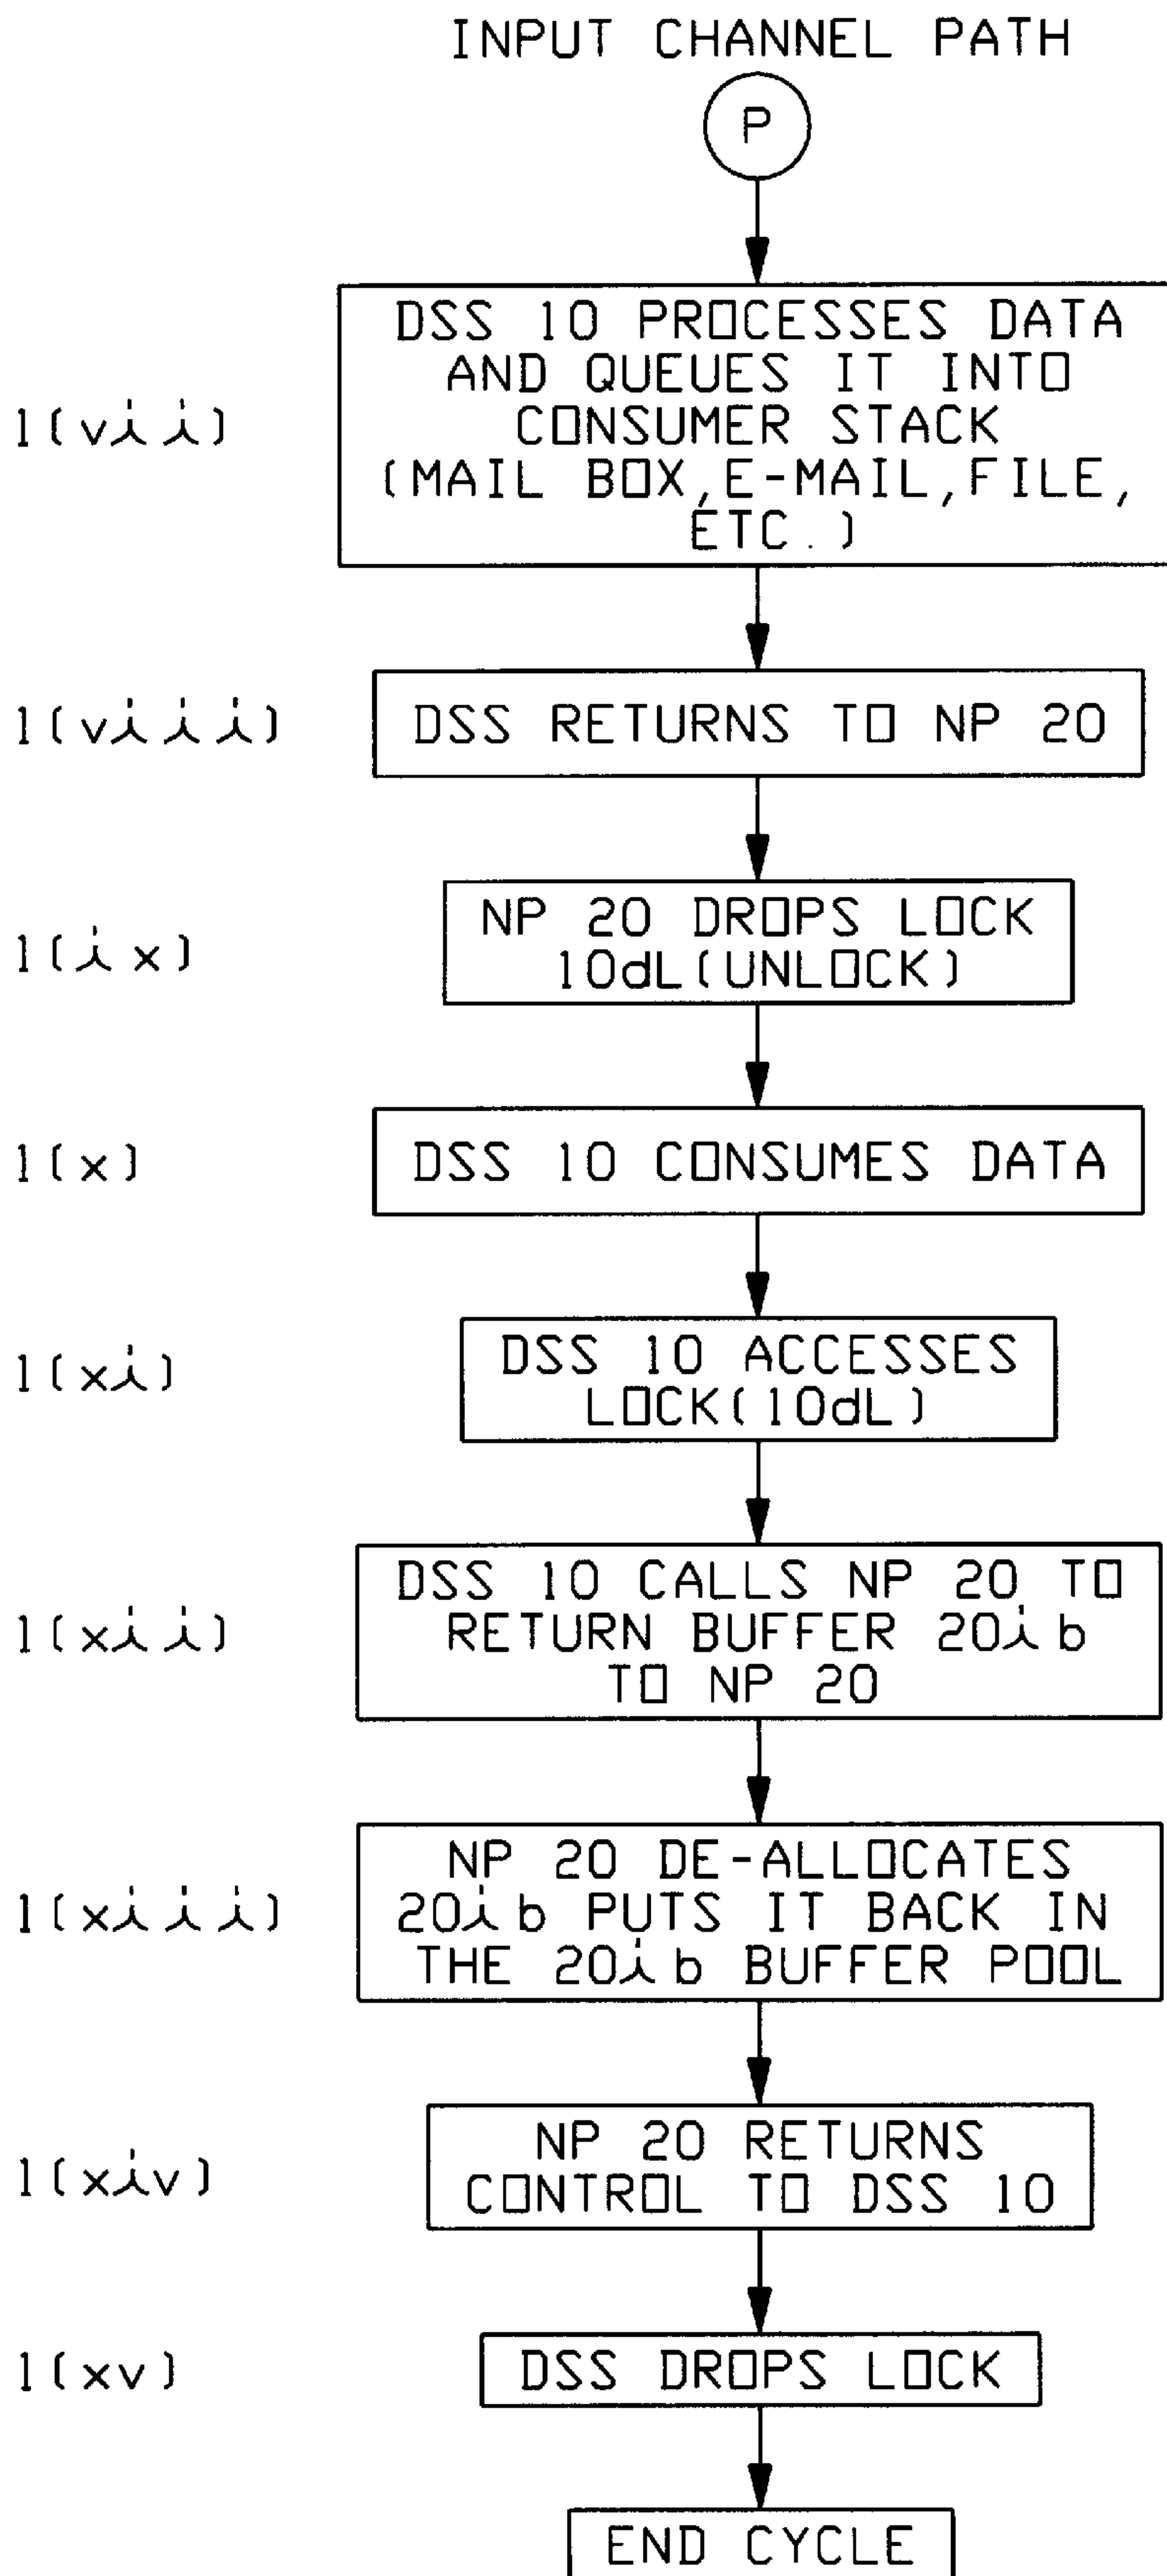 INPUT CHANNEL PATH
P
1(vii)
DSS 10 PROCESSES DATA
AND QUEUES IT INTO
CONSUMER STACK
(MAIL BOX,E-MAIL,FILE,
ETC.)
1(viii)
DSS RETURNS TO NP 20
1(ix)
NP 20 DROPS LOCK
10dL(UNLOCK)
1(x)
DSS 10 CONSUMES DATA
1(xi)
DSS 10 ACCESSES
LOCK(10dL)
1(xii)
DSS 10 CALLS NP 20 TO
RETURN BUFFER 20ib
TO NP 20
1(xiii)
NP 20 DE-ALLOCATES
20ib PUTS IT BACK IN
THE 20ib BUFFER POOL
1(xiv)
NP 20 RETURNS
CONTROL TO DSS 10
1(xv)
DSS DROPS LOCK
END CYCLE